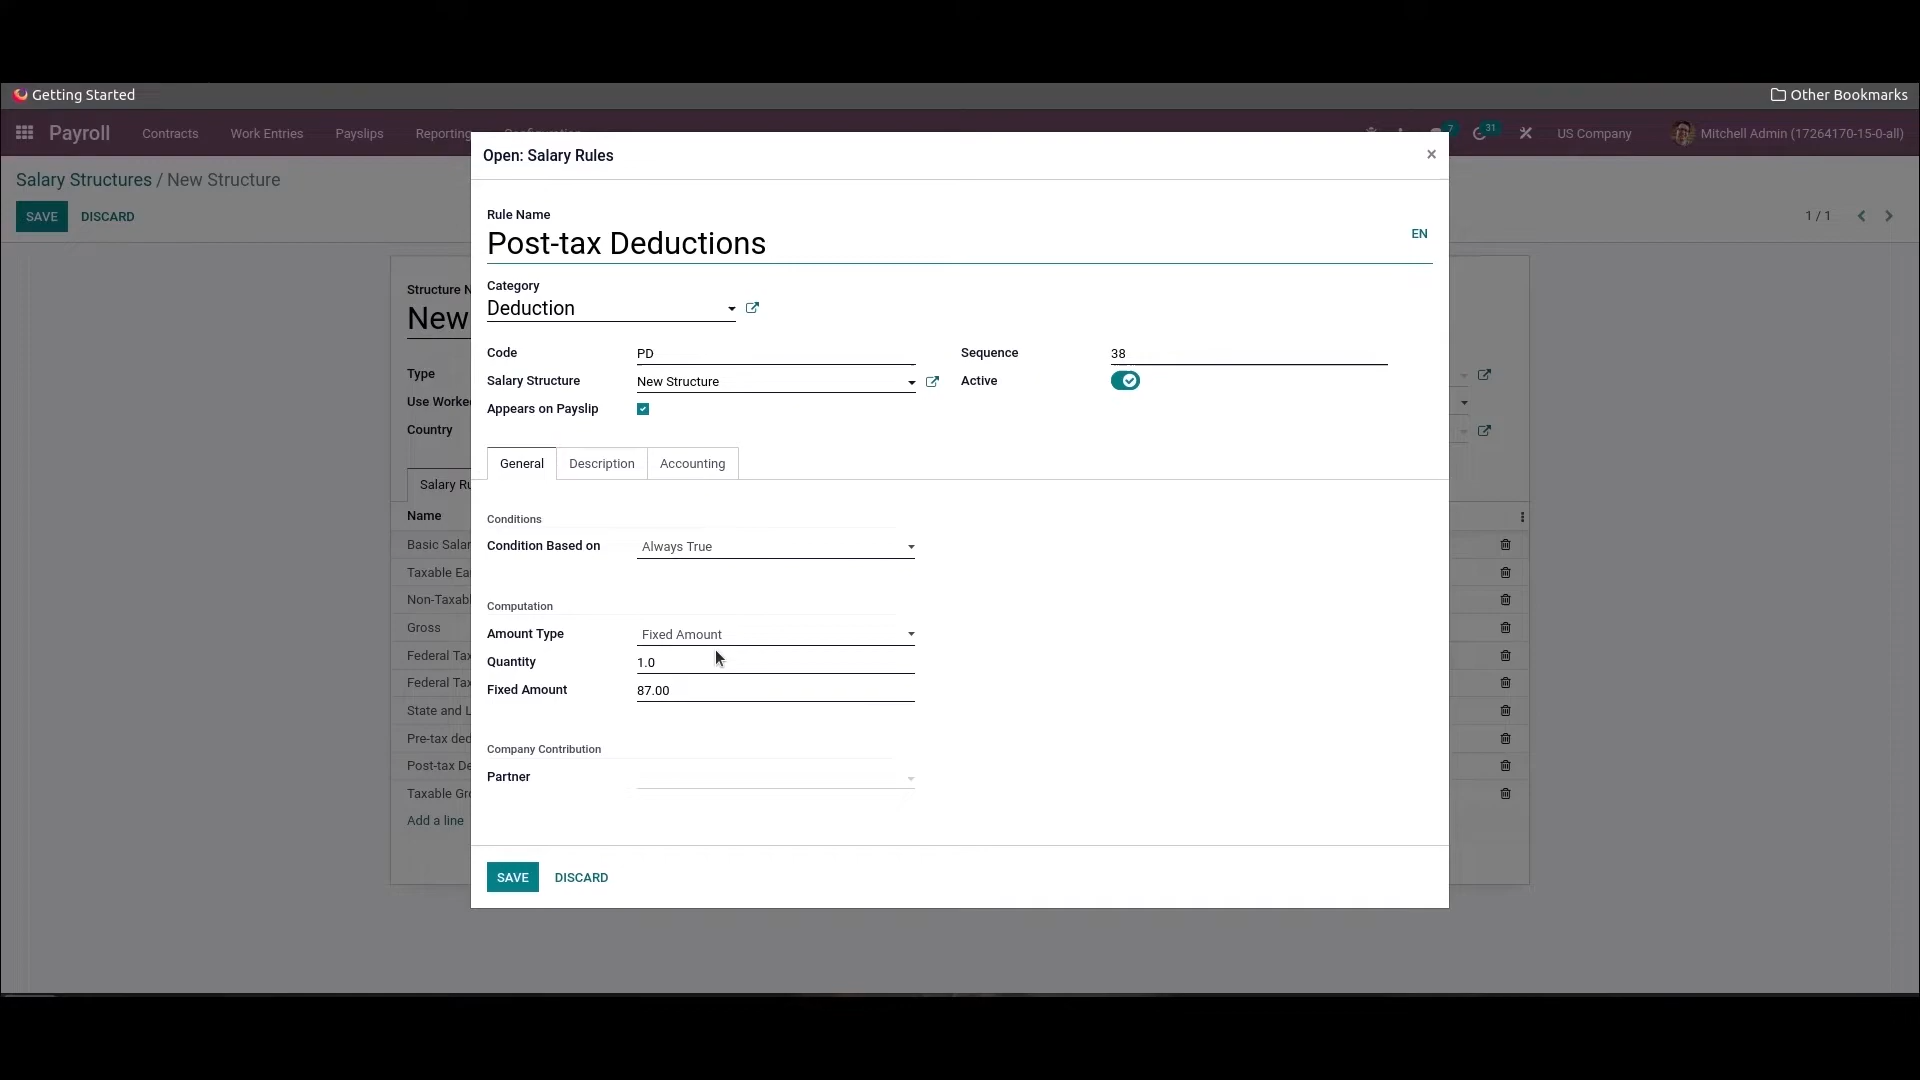 Getting Started Other Bookmarks
Payroll Contracts Work Entries Payslips Reporting Configuration 7 31 US Company Mitchell Admin (17264170-15-0-all)
Open: Salary Rules ×
Salary Structures / New Structure
SAVE DISCARD 1 / 1
Rule Name
Post-tax Deductions EN
Category
Deduction
Structure N
New
Code PD Sequence 38
Type
Salary Structure New Structure Active
Use Worke
Appears on Payslip
Country
General Description Accounting
Salary Ru
Name
Conditions
Condition Based on Always True
Basic Salar
Taxable Ea
Non-Taxabl
Computation
Gross
Amount Type Fixed Amount
Federal Tax
Quantity 1.0
Federal Tax
Fixed Amount 87.00
State and L
Pre-tax ded
Company Contribution
Post-tax De
Partner
Taxable Gr
Add a line
SAVE DISCARD